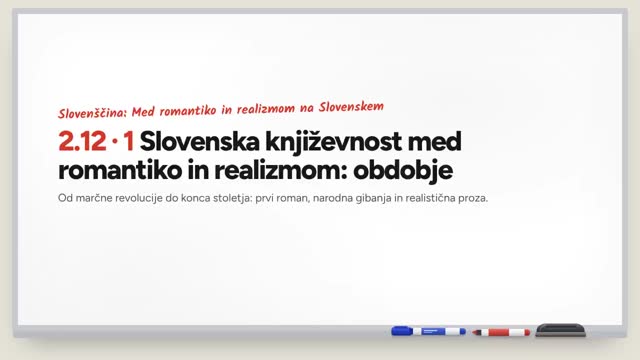 Slovenščina: Med romantiko in realizmom na Slovenskem
2.12 · 1 Slovenska književnost med
romantiko in realizmom: obdobje
Od marčne revolucije do konca stoletja: prvi roman, narodna gibanja in realistična proza.